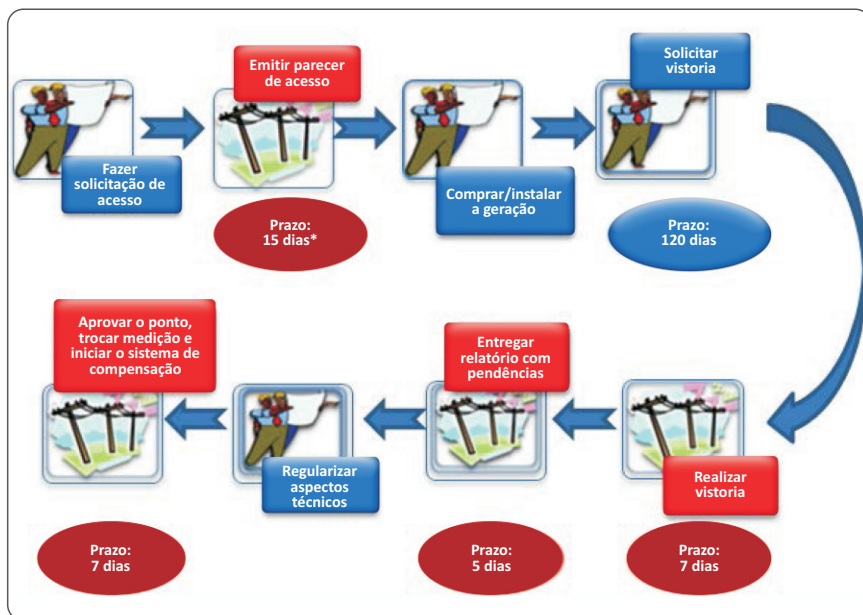 Fazer
solicitação de
acesso
Emitir parecer
de acesso
Prazo:
15 dias*
Comprar/instalar
a geração
Solicitar
vistoria
Prazo:
120 dias
Realizar
vistoria
Prazo:
7 dias
Entregar
relatório com
pendências
Prazo:
5 dias
Regularizar
aspectos
técnicos
Aprovar o ponto,
trocar medição e
iniciar o sistema de
compensação
Prazo:
7 dias